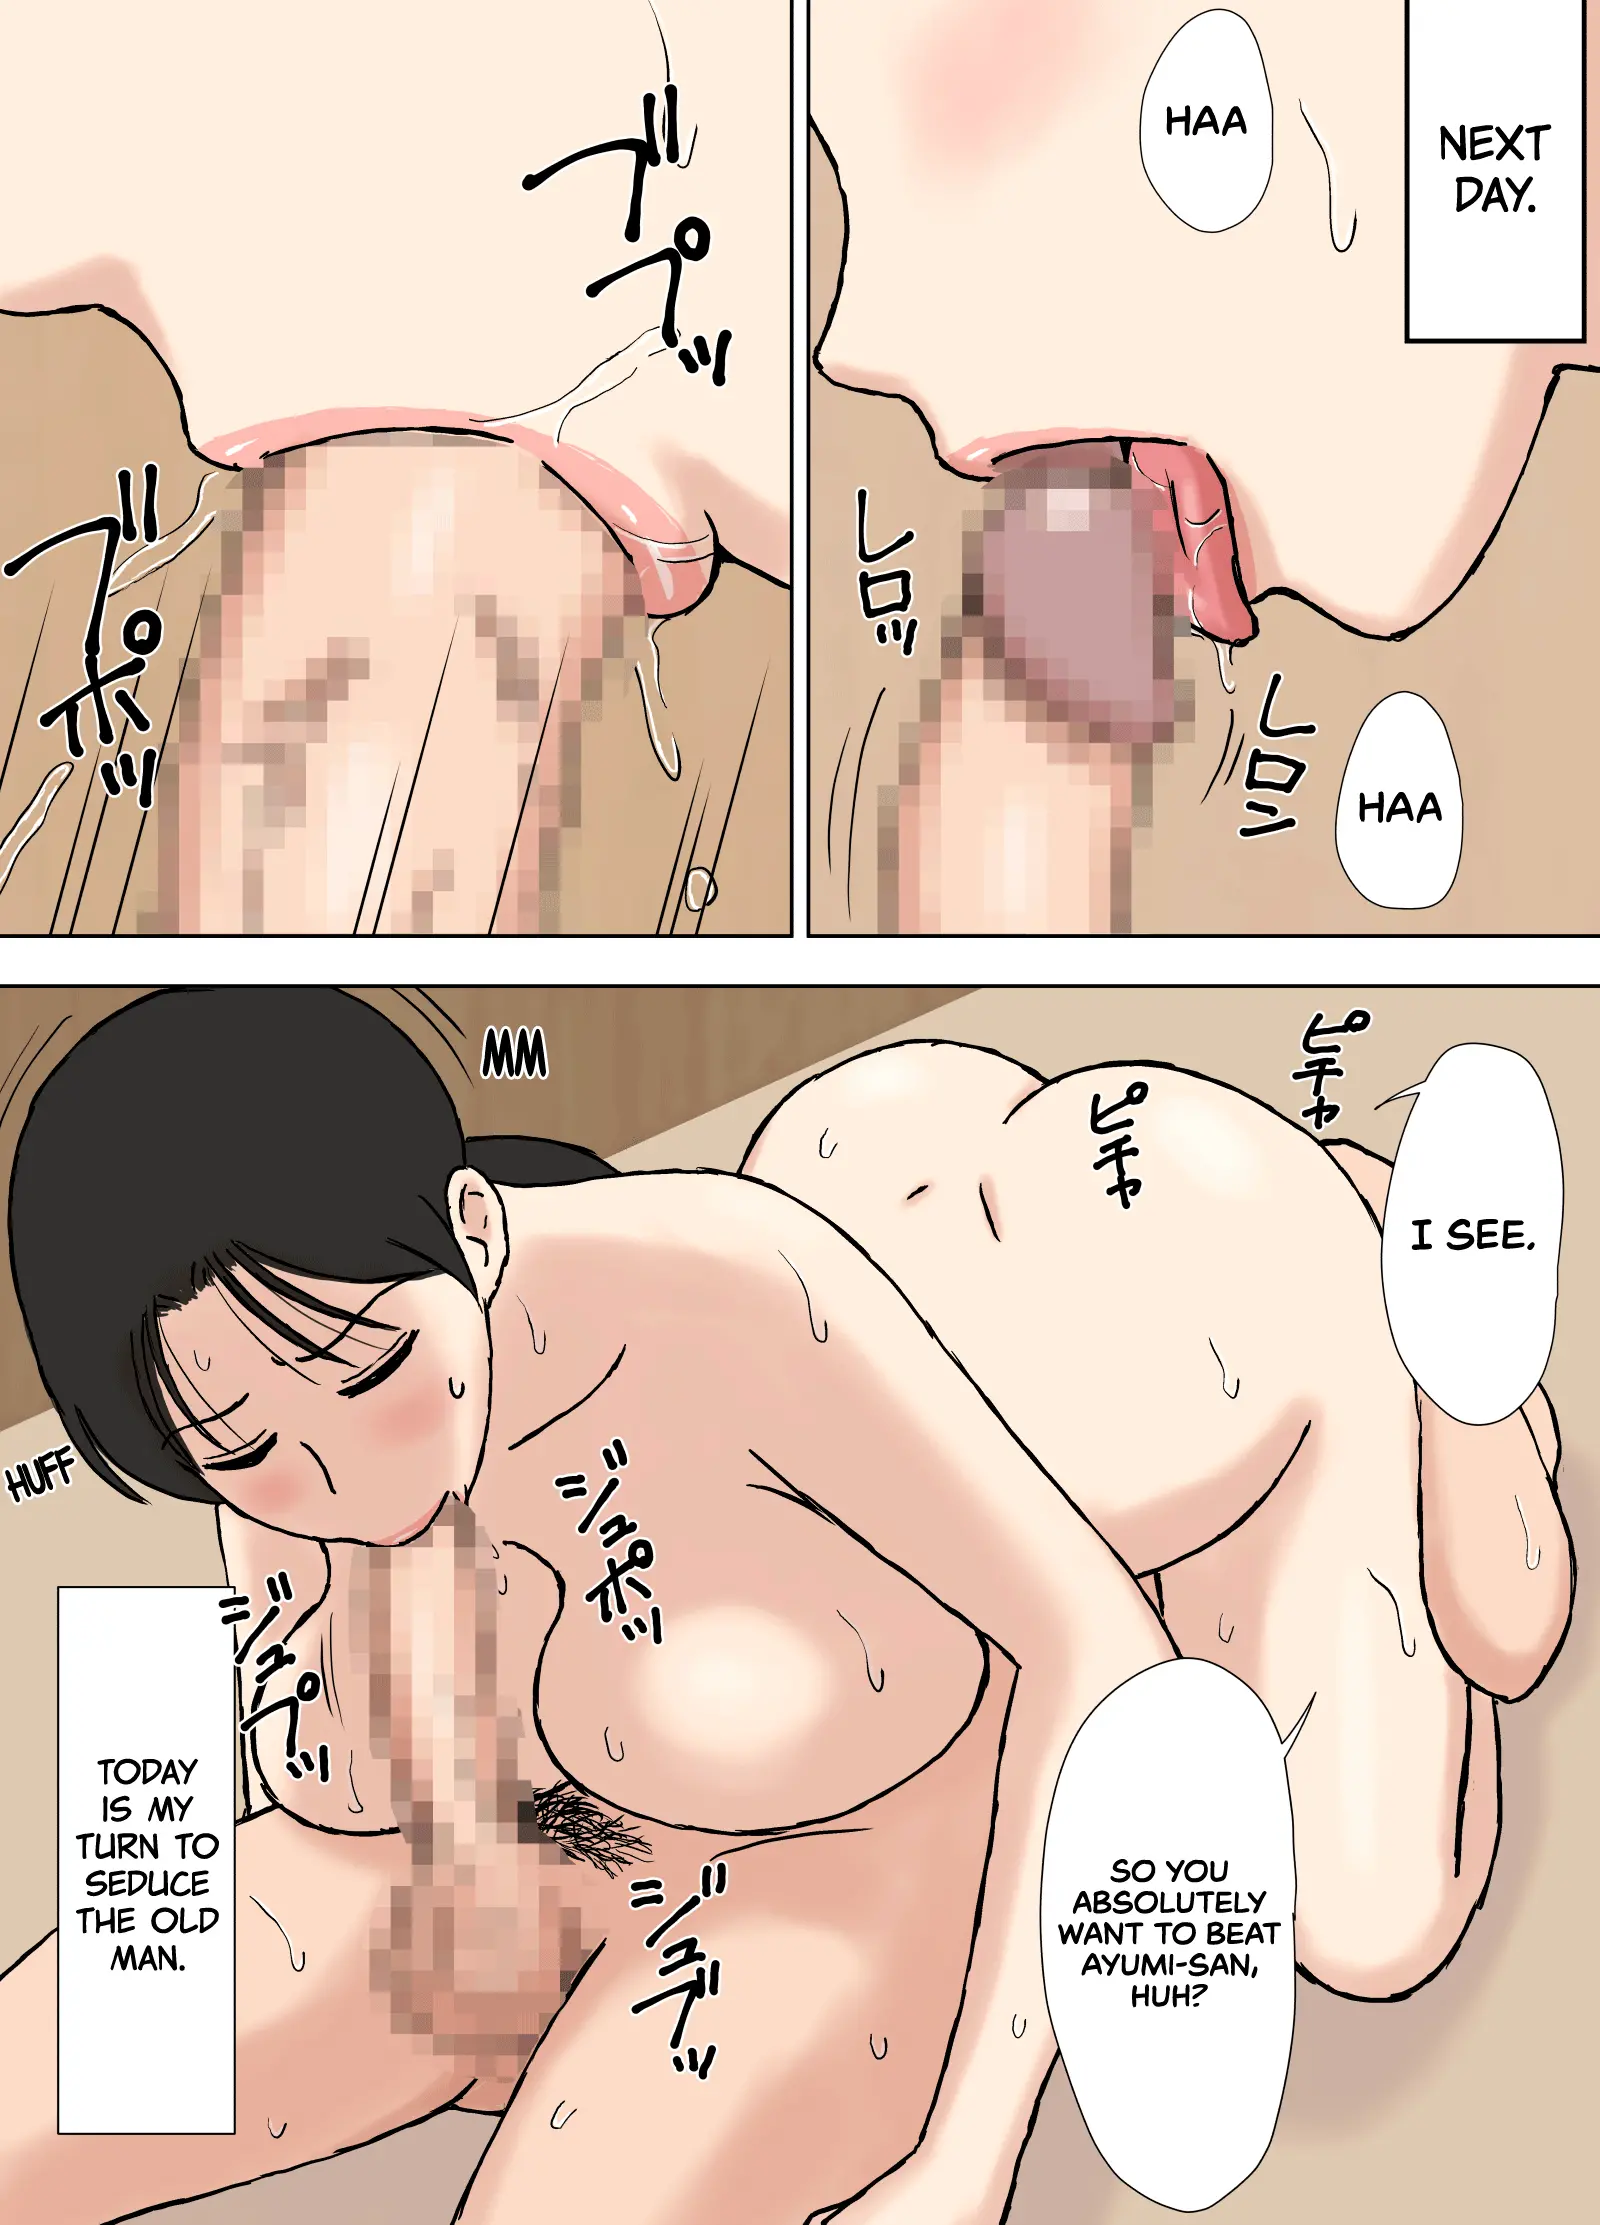 NEXT
DAY.
HAA
レロッ
レロン
HAA
ブプッ
ブポッ
MM
ピチャ
ピチャ
I SEE.
HUFF
ジュポッ
ジュプッ
TODAY
IS MY
TURN TO
SEDUCE
THE OLD
MAN.
ジュブッ
SO YOU
ABSOLUTELY
WANT TO BEAT
AYUMI-SAN,
HUH?